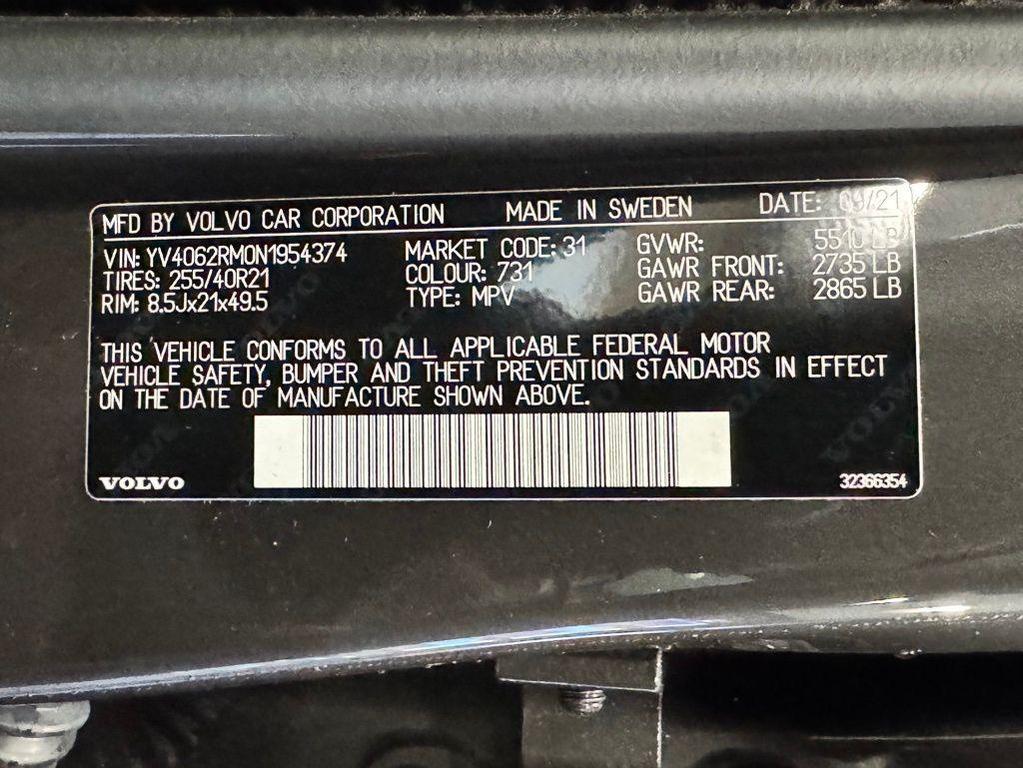 MFD BY VOLVO CAR CORPORATION MADE IN SWEDEN DATE: 09/21
VIN: YV4062RM0N1954374 MARKET CODE: 31 GVWR: 5510 LB
TIRES: 255/40R21 COLOUR: 731 GAWR FRONT: 2735 LB
RIM: 8.5Jx21x49.5 TYPE: MPV GAWR REAR: 2865 LB
THIS VEHICLE CONFORMS TO ALL APPLICABLE FEDERAL MOTOR
VEHICLE SAFETY, BUMPER AND THEFT PREVENTION STANDARDS IN EFFECT
ON THE DATE OF MANUFACTURE SHOWN ABOVE.
VOLVO 32366354